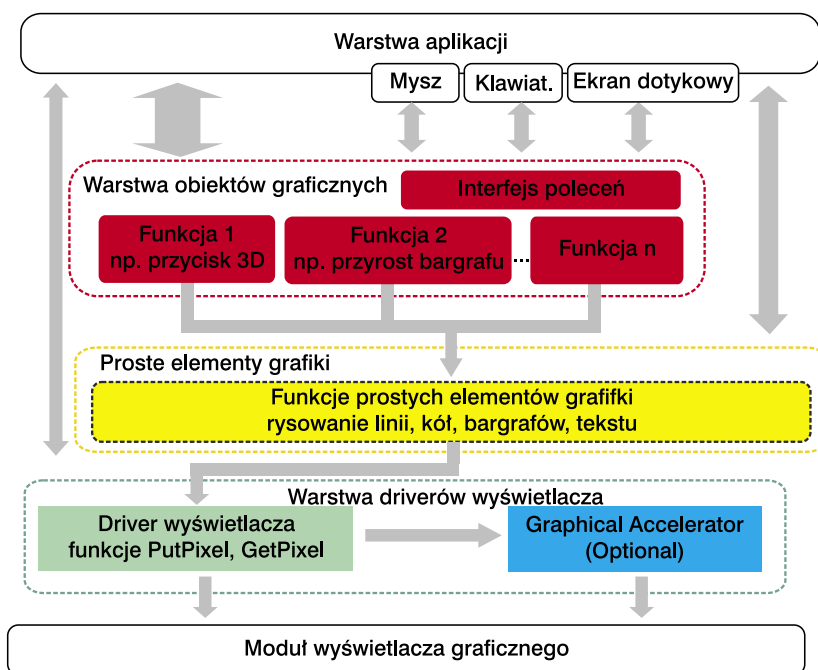 Warstwa aplikacji
Mysz
Klawiat.
Ekran dotykowy
Warstwa obiektów graficznych
Interfejs poleceń
Funkcja 1
np. przycisk 3D
Funkcja 2
np. przyrost bargrafu
Funkcja n
Proste elementy grafiki
Funkcje prostych elementów grafifki
rysowanie linii, kół, bargrafów, tekstu
Warstwa driverów wyświetlacza
Driver wyświetlacza
funkcje PutPixel, GetPixel
Graphical Accelerator
(Optional)
Moduł wyświetlacza graficznego